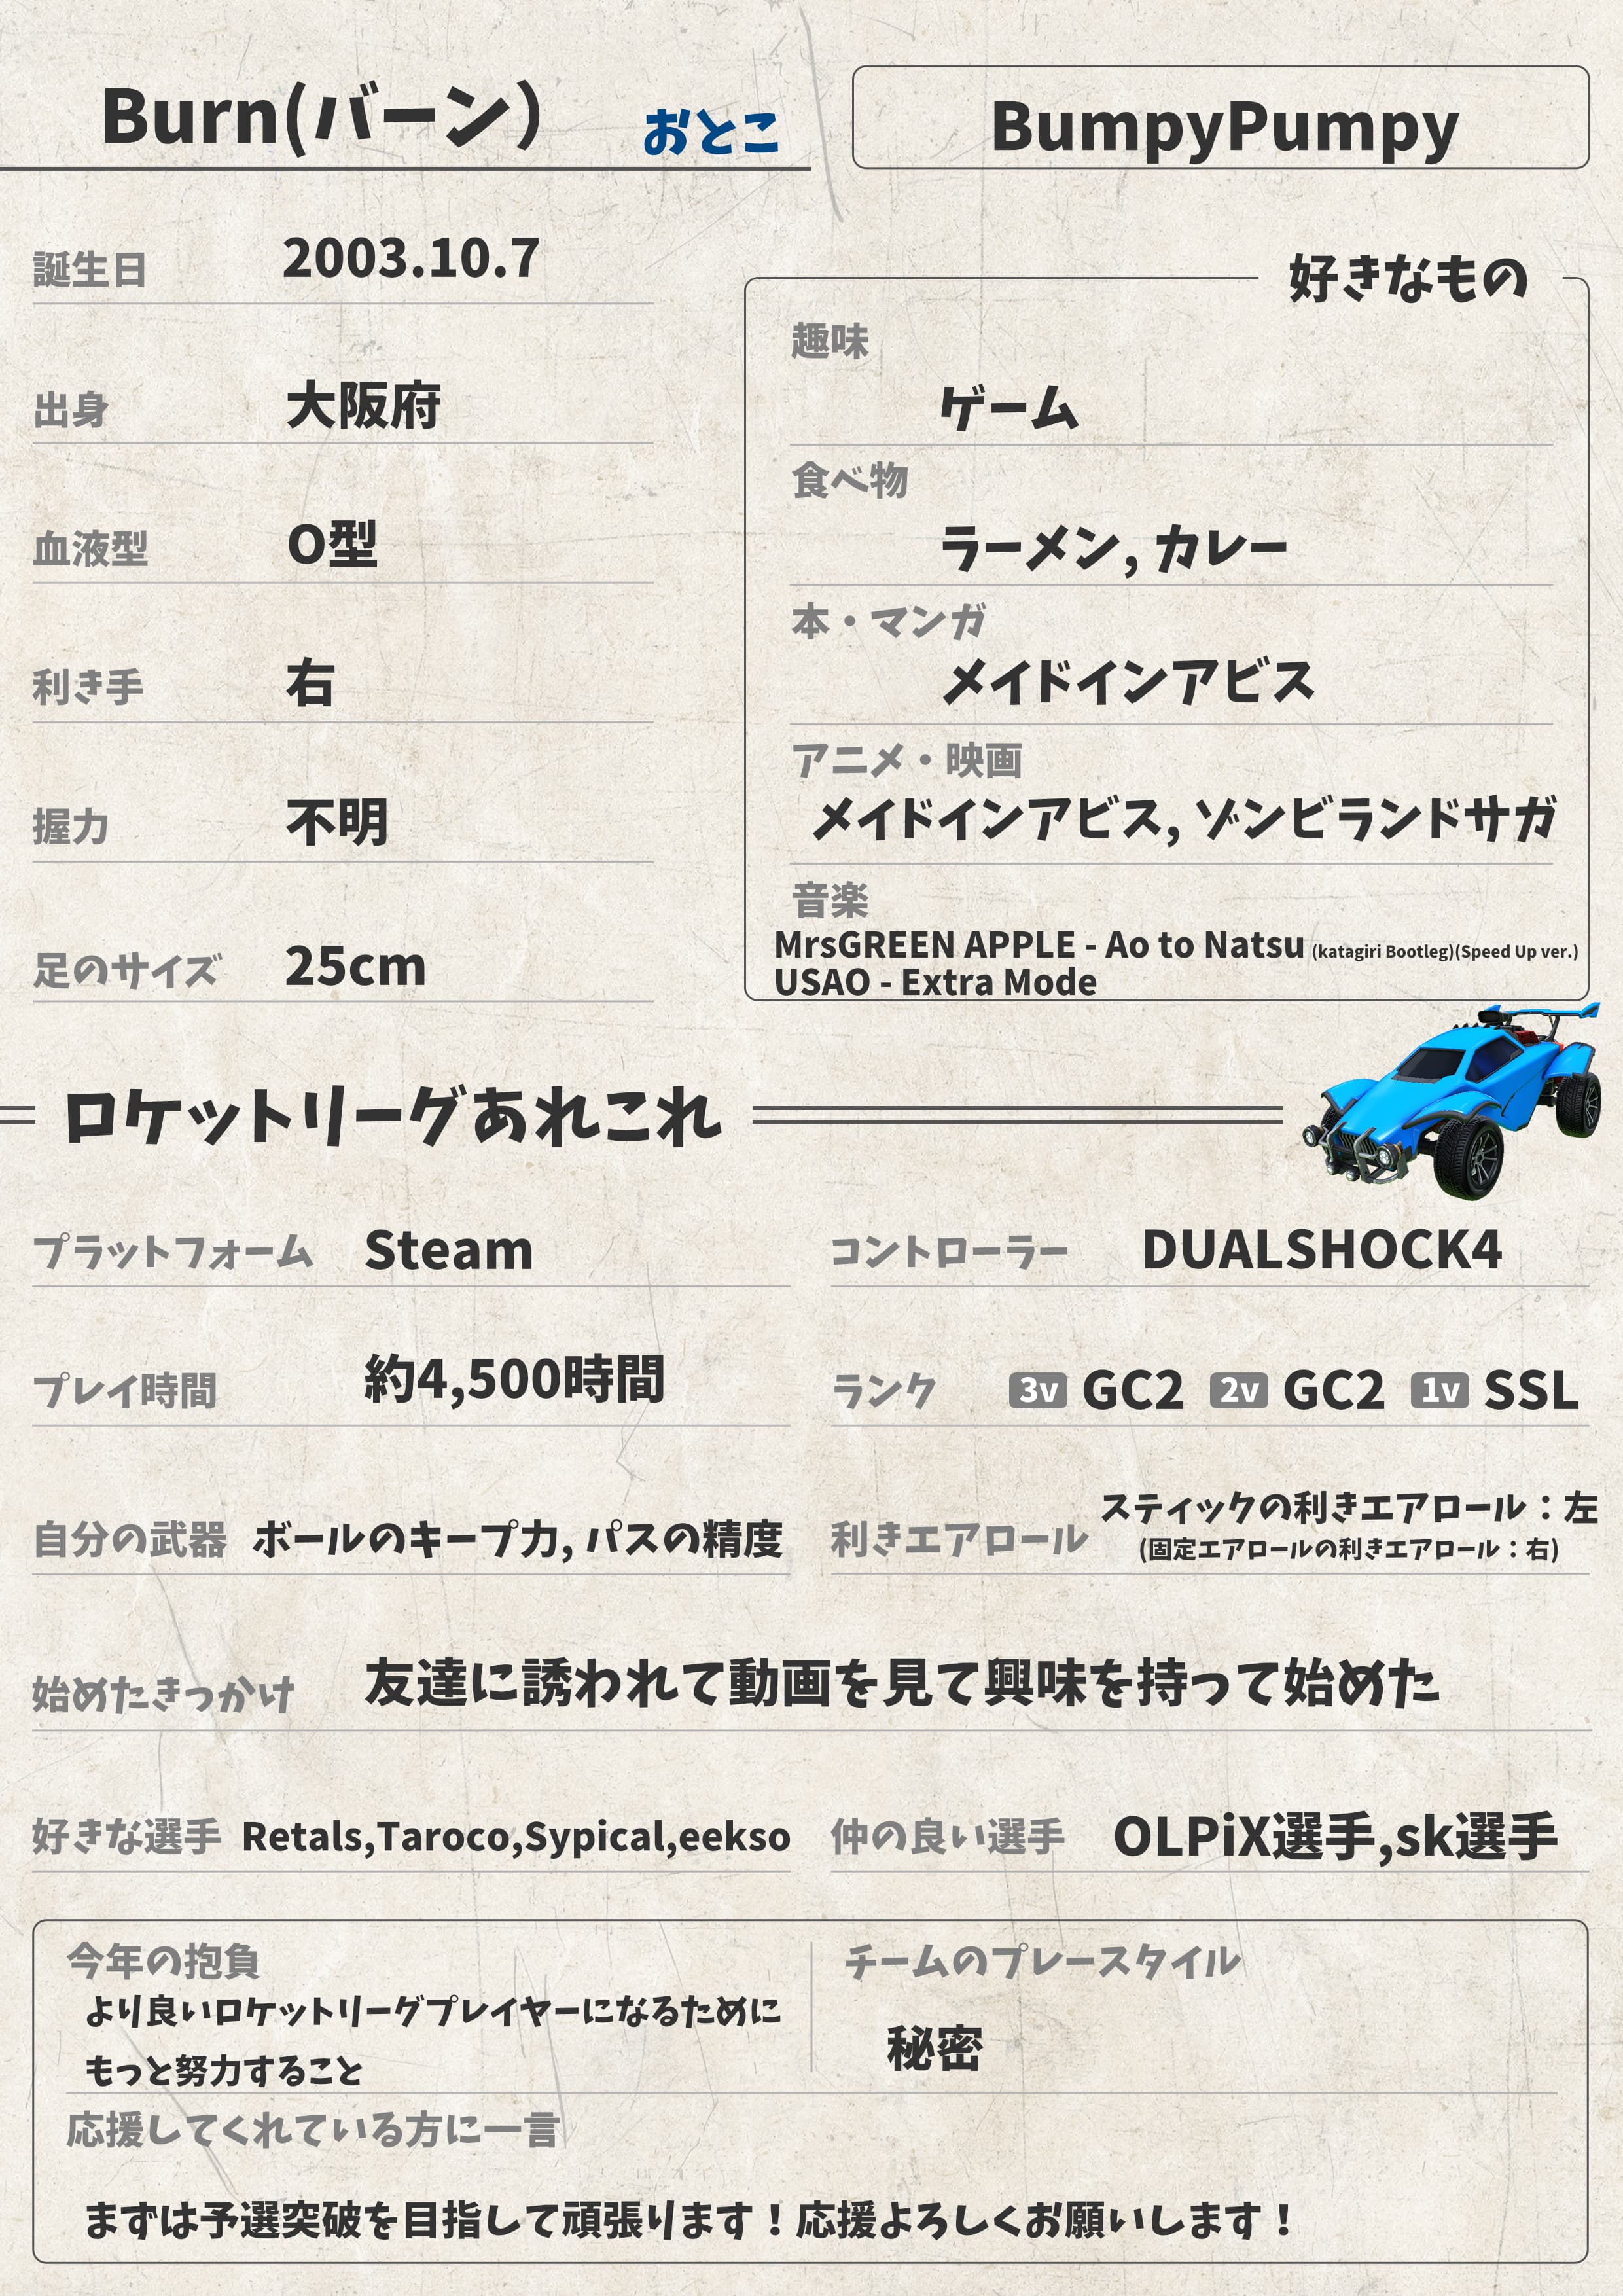 Burn(バーン)
おとこ
BumpyPumpy
誕生日 2003.10.7
出身 大阪府
血液型 O型
利き手 右
握力 不明
足のサイズ 25cm
好きなもの
趣味
ゲーム
食べ物
ラーメン, カレー
本・マンガ
メイドインアビス
アニメ・映画
メイドインアビス, ゾンビランドサガ
音楽
MrsGREEN APPLE - Ao to Natsu (katagiri Bootleg)(Speed Up ver.)
USAO - Extra Mode
ロケットリーグあれこれ
プラットフォーム Steam
コントローラー DUALSHOCK4
プレイ時間 約4,500時間
ランク 3v GC2 2v GC2 1v SSL
自分の武器 ボールのキープ力, パスの精度
利きエアロール スティックの利きエアロール：左
(固定エアロールの利きエアロール：右)
始めたきっかけ 友達に誘われて動画を見て興味を持って始めた
好きな選手 Retals,Taroco,Sypical,eekso
仲の良い選手 OLPiX選手,sk選手
今年の抱負
より良いロケットリーグプレイヤーになるために
もっと努力すること
チームのプレースタイル
秘密
応援してくれている方に一言
まずは予選突破を目指して頑張ります！応援よろしくお願いします！